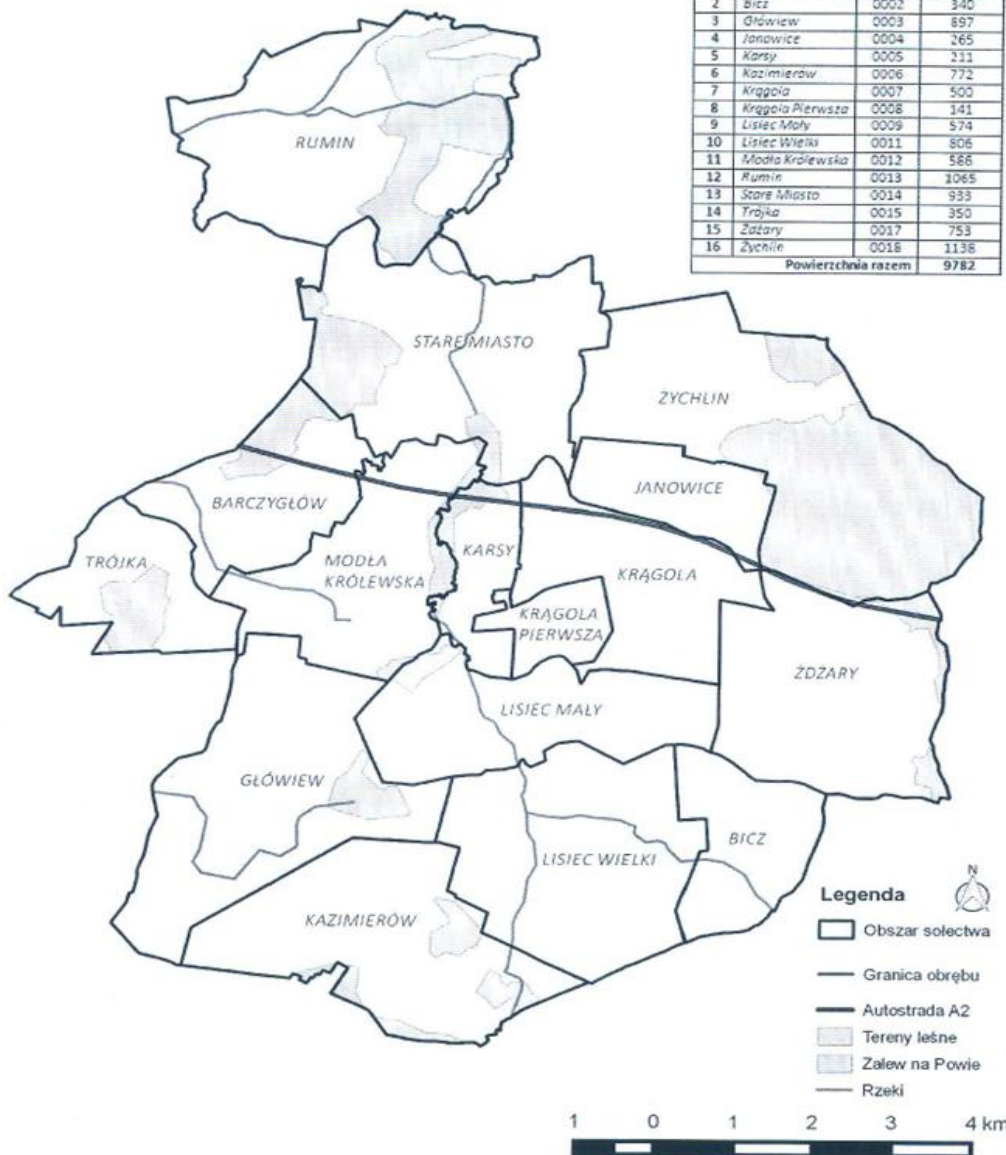 2 Bicz 0002 340
3 Główiew 0003 897
4 Janowice 0004 265
5 Karsy 0005 211
6 Kazimierów 0006 772
7 Krągola 0007 500
8 Krągola Pierwsza 0008 141
9 Lisiec Mały 0009 574
10 Lisiec Wielki 0011 806
11 Modła Królewska 0012 586
12 Rumin 0013 1065
13 Stare Miasto 0014 933
14 Trójka 0015 350
15 Żdżary 0017 753
16 Żychlin 0018 1138
Powierzchnia razem 9782
RUMIN
STARE MIASTO
ŻYCHLIN
JANOWICE
BARCZYGŁÓW
TRÓJKA
MODŁA
KRÓLEWSKA
KARSY
KRĄGOLA
KRĄGOLA
PIERWSZA
ŻDŻARY
LISIEC MAŁY
GŁÓWIEW
BICZ
LISIEC WIELKI
KAZIMIERÓW
N
Legenda
Obszar sołectwa
Granica obrębu
Autostrada A2
Tereny leśne
Zalew na Powie
Rzeki
1 0 1 2 3 4 km